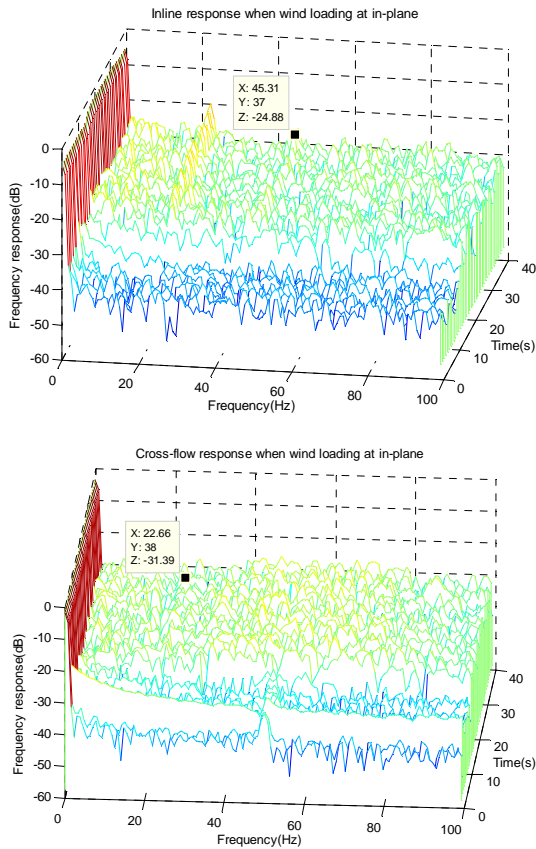 Inline response when wind loading at in-plane
X: 45.31
Y: 37
Z: -24.88
0
-10
-20
-30
-40
-50
-60
Frequency response(dB)
0
20
40
60
80
100
Frequency(Hz)
0
10
20
30
40
Time(s)
Cross-flow response when wind loading at in-plane
X: 22.66
Y: 38
Z: -31.39
0
-10
-20
-30
-40
-50
-60
Frequency response(dB)
0
20
40
60
80
100
Frequency(Hz)
0
10
20
30
40
Time(s)